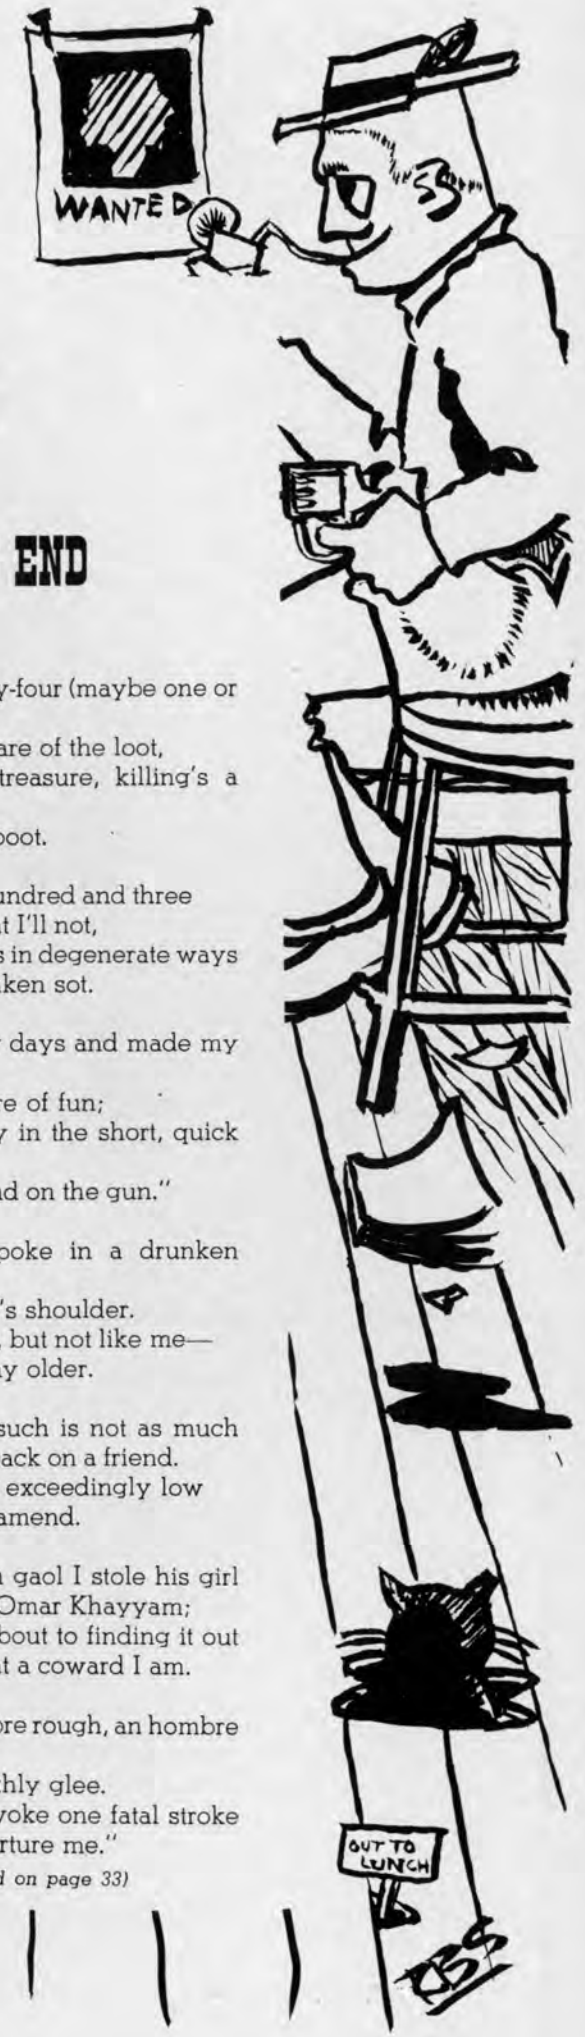 WANTED
END
y-four (maybe one or
are of the loot,
treasure, killing's a
boot.
undred and three
t I'll not,
s in degenerate ways
ken sot.
days and made my
re of fun;
y in the short, quick
d on the gun."
poke in a drunken
's shoulder.
, but not like me—
ay older.
such is not as much
ack on a friend.
exceedingly low
amend.
gaol I stole his girl
Omar Khayyam;
bout to finding it out
t a coward I am.
ore rough, an hombre
thly glee.
voke one fatal stroke
rture me."
on page 33)
OUT TO
LUNCH